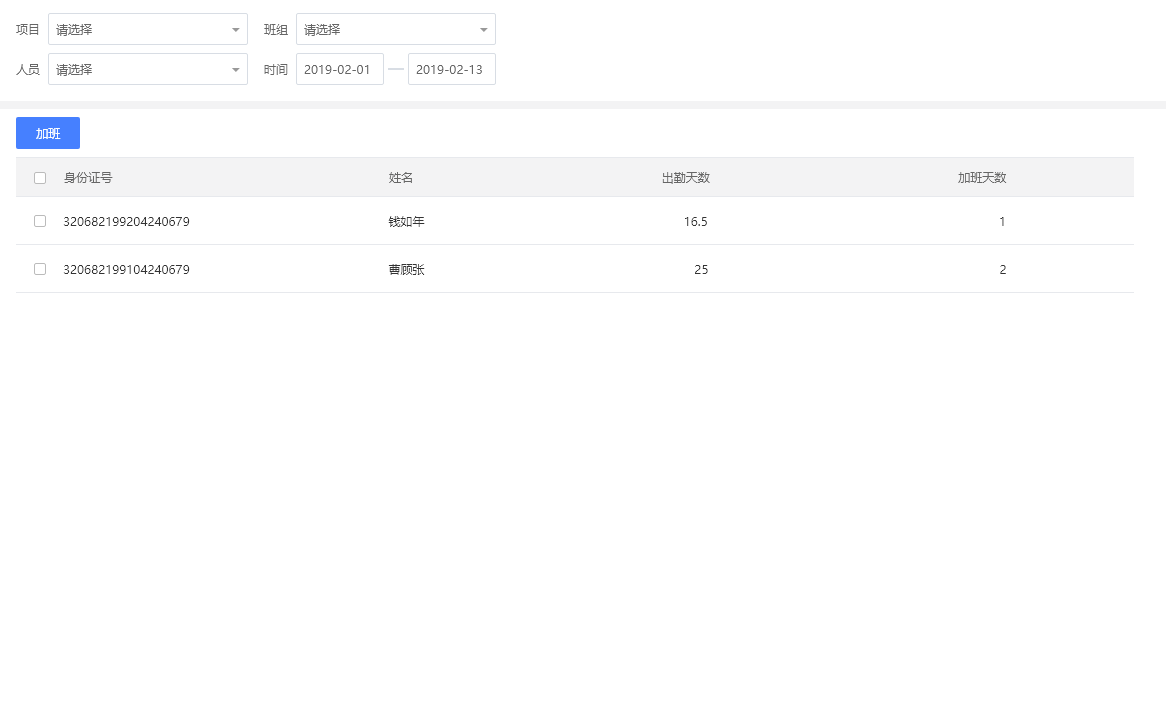 项目 请选择 班组 请选择
人员 请选择 时间 2019-02-01 — 2019-02-13
加班
身份证号 姓名 出勤天数 加班天数
320682199204240679 钱如年 16.5 1
320682199104240679 曹顾张 25 2